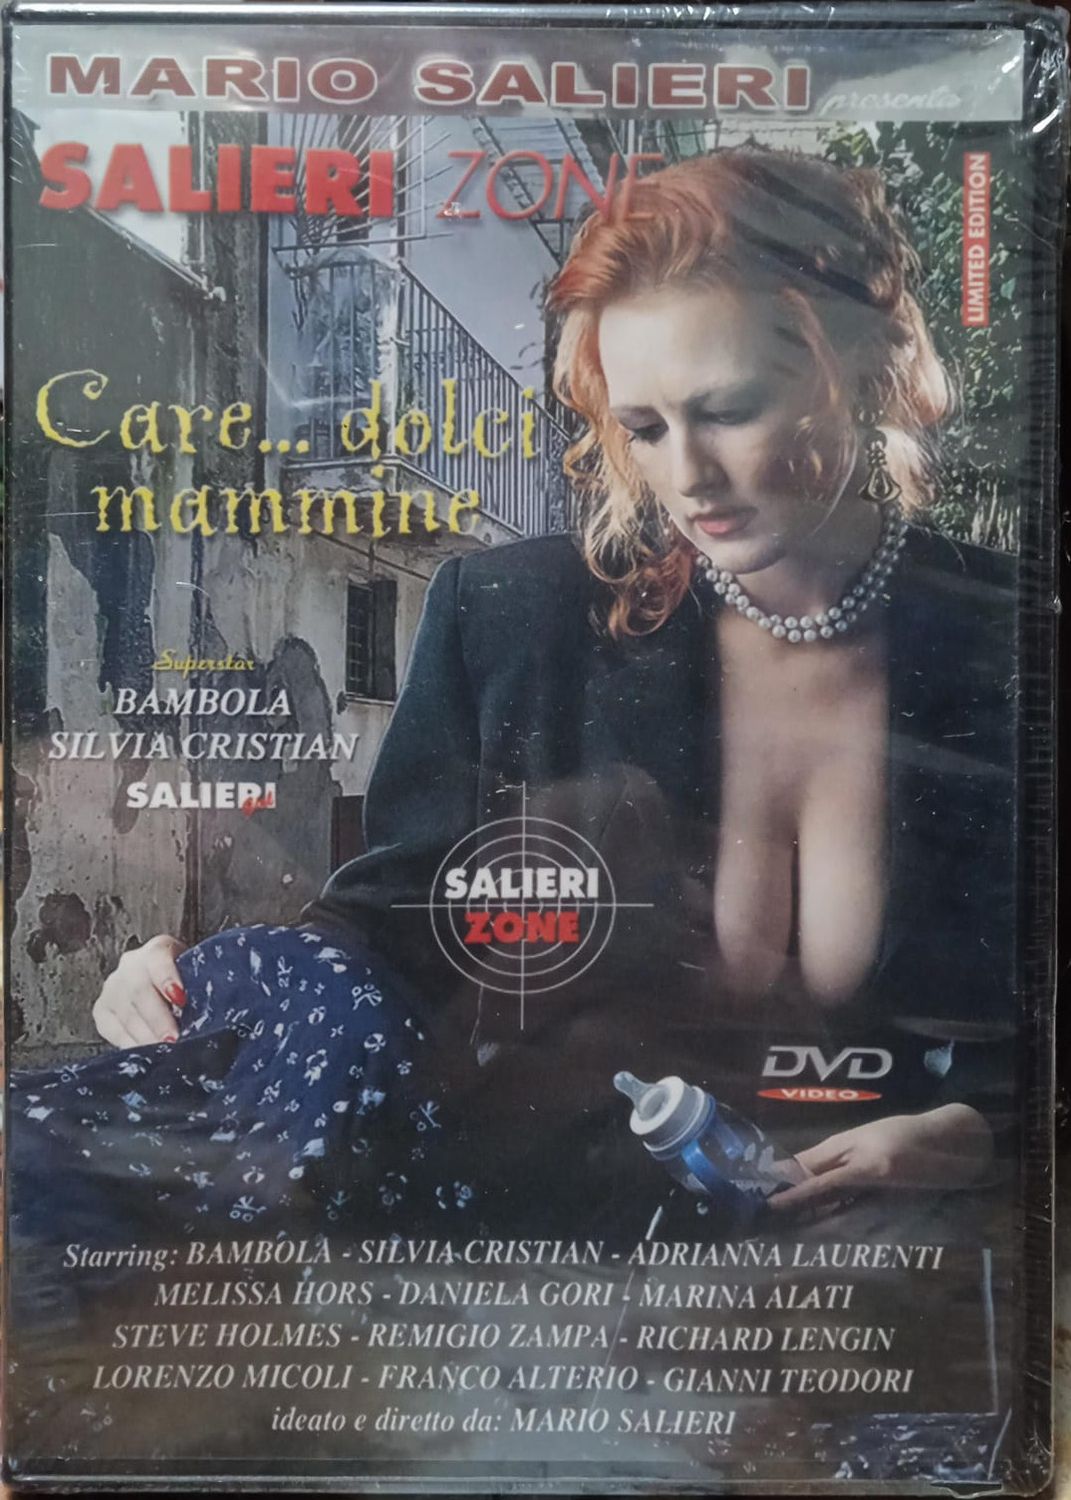 MARIO SALIERI presenta
SALIERI ZONE
LIMITED EDITION
Care... dolci
mammine
Superstar
BAMBOLA
SILVIA CRISTIAN
SALIERI girl
SALIERI
ZONE
DVD
VIDEO
Starring: BAMBOLA - SILVIA CRISTIAN - ADRIANNA LAURENTI
MELISSA HORS - DANIELA GORI - MARINA ALATI
STEVE HOLMES - REMIGIO ZAMPA - RICHARD LENGIN
LORENZO MICOLI - FRANCO ALTERIO - GIANNI TEODORI
ideato e diretto da: MARIO SALIERI